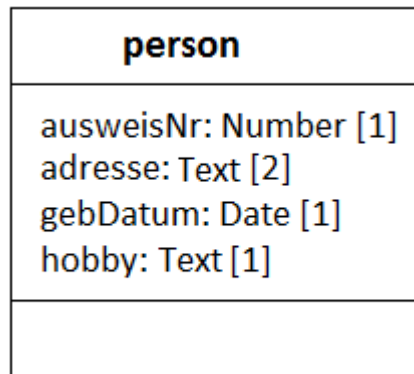 person
ausweisNr: Number [1]
adresse: Text [2]
gebDatum: Date [1]
hobby: Text [1]